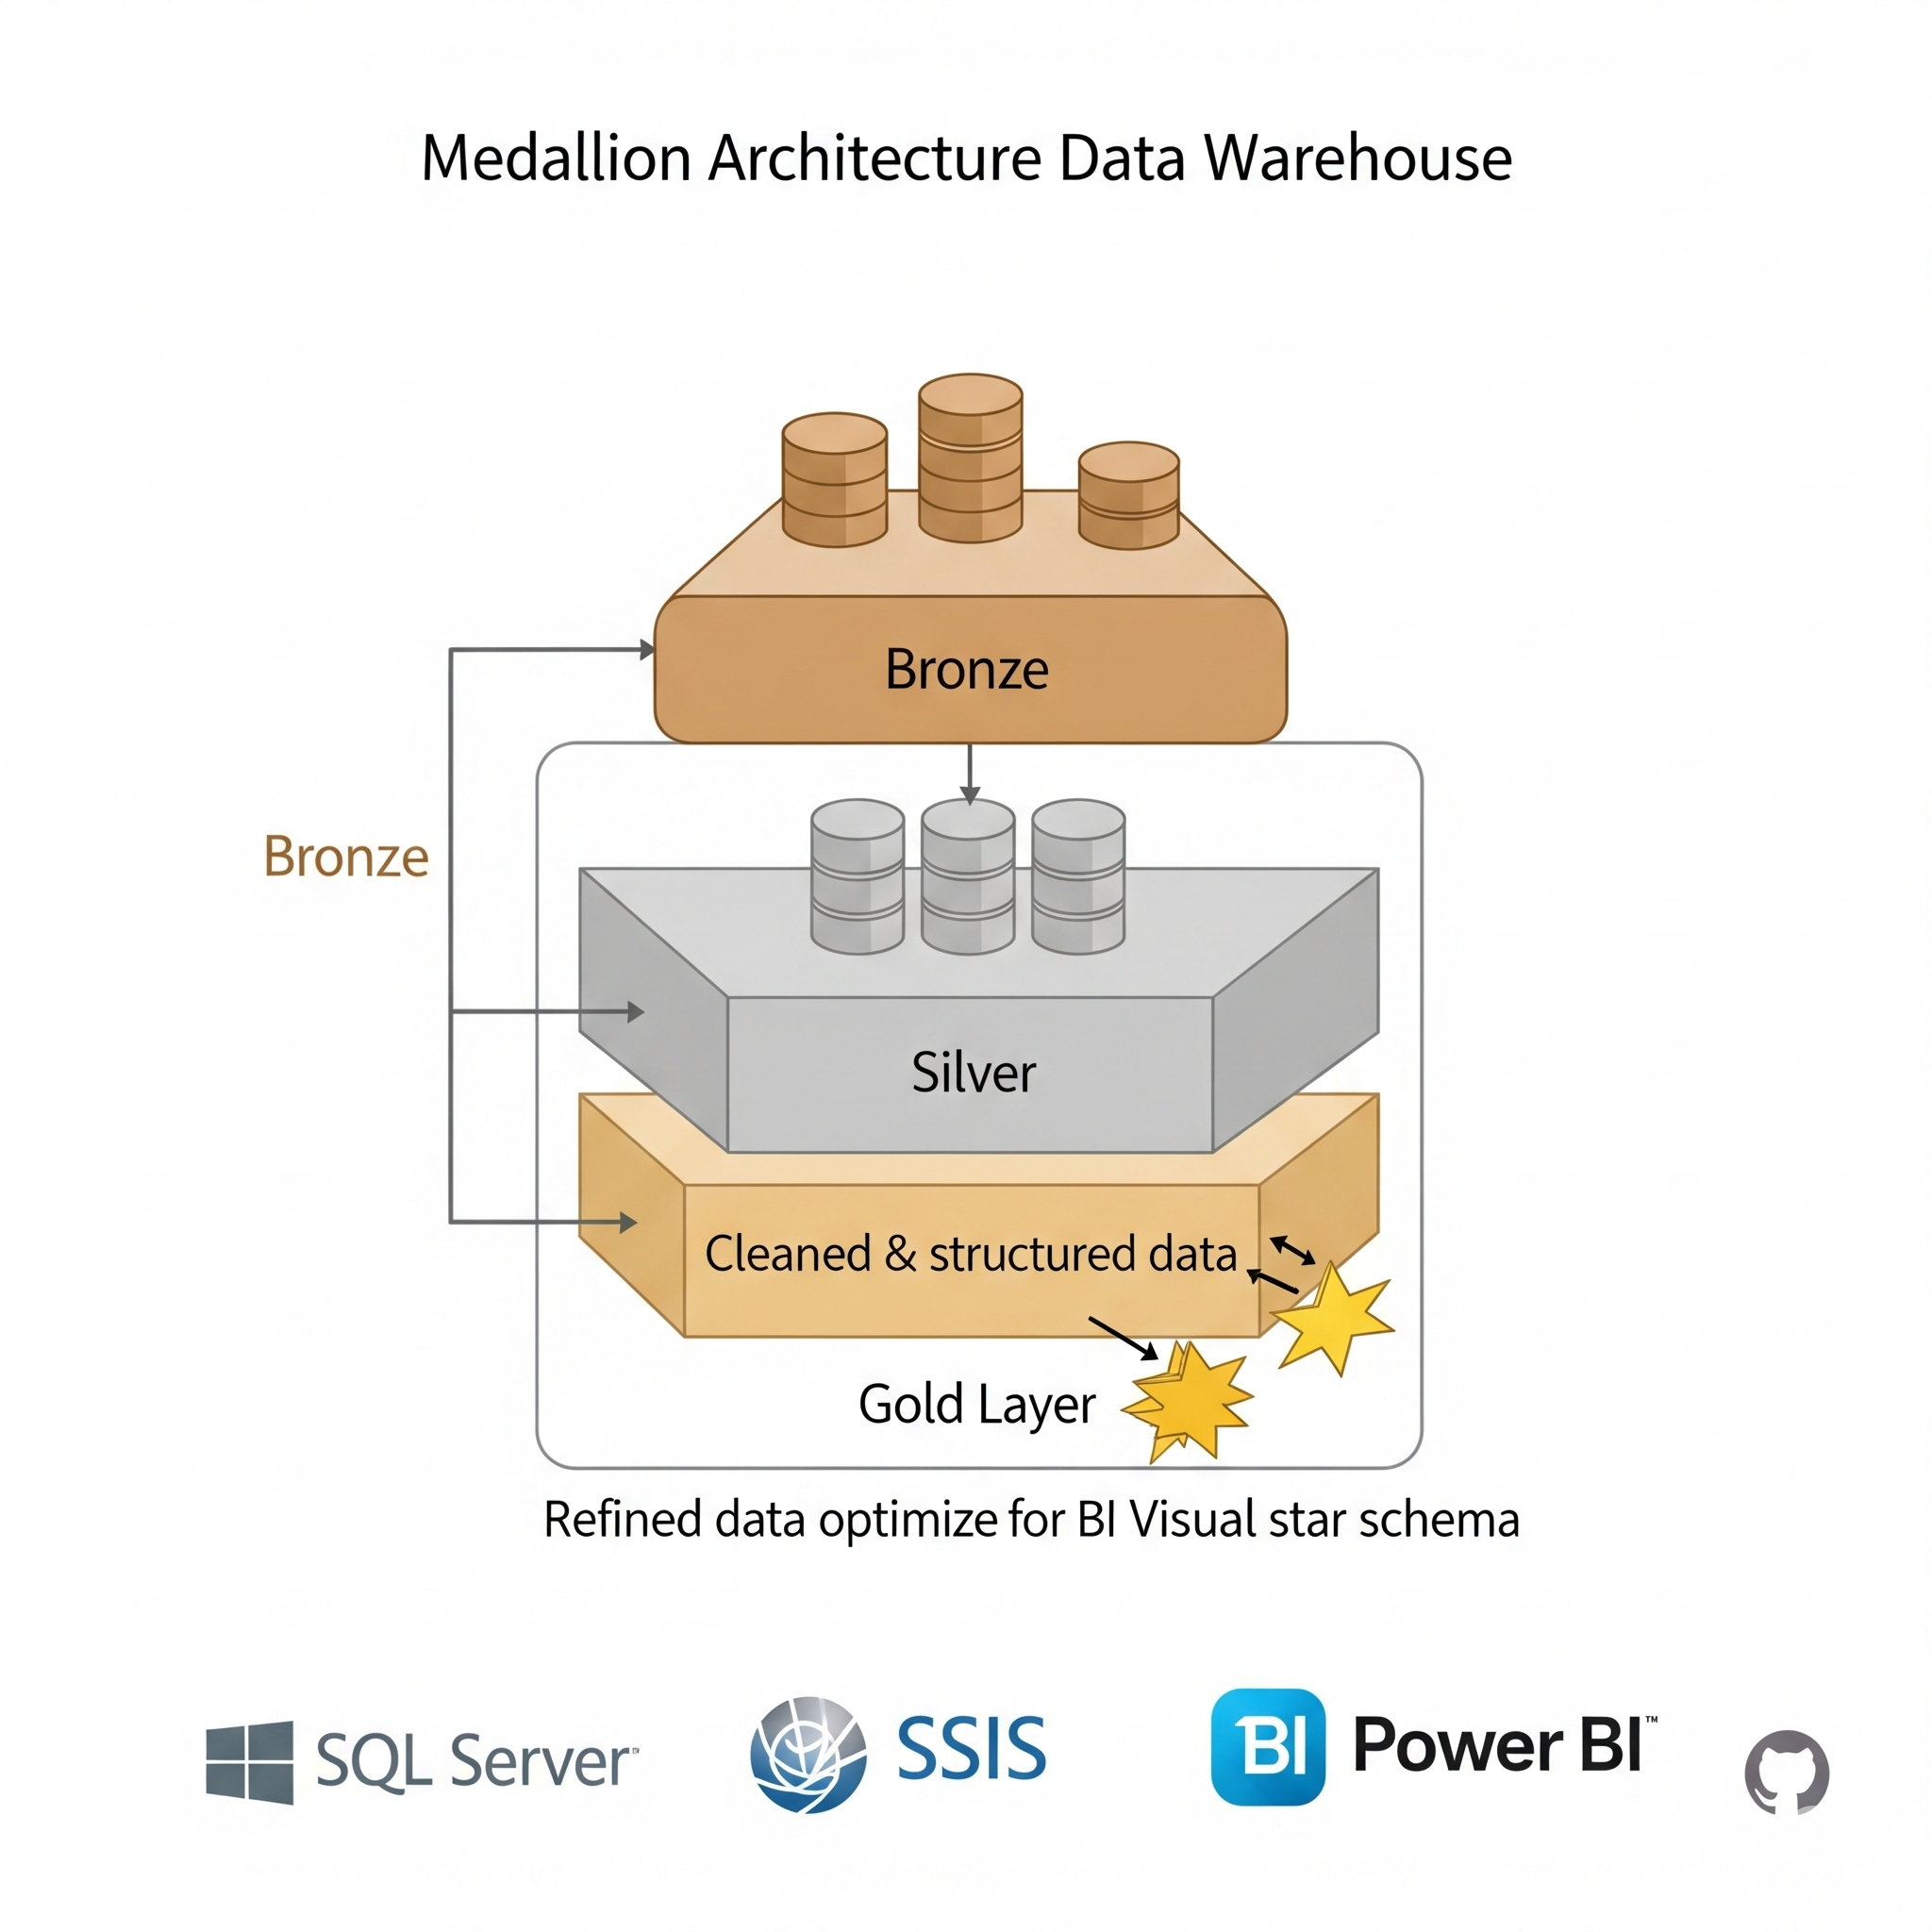 Medallion Architecture Data Warehouse
Bronze
Bronze
Silver
Cleaned & structured data
Gold Layer
Refined data optimize for BI Visual star schema
SQL Server
SSIS
BI Power BI™